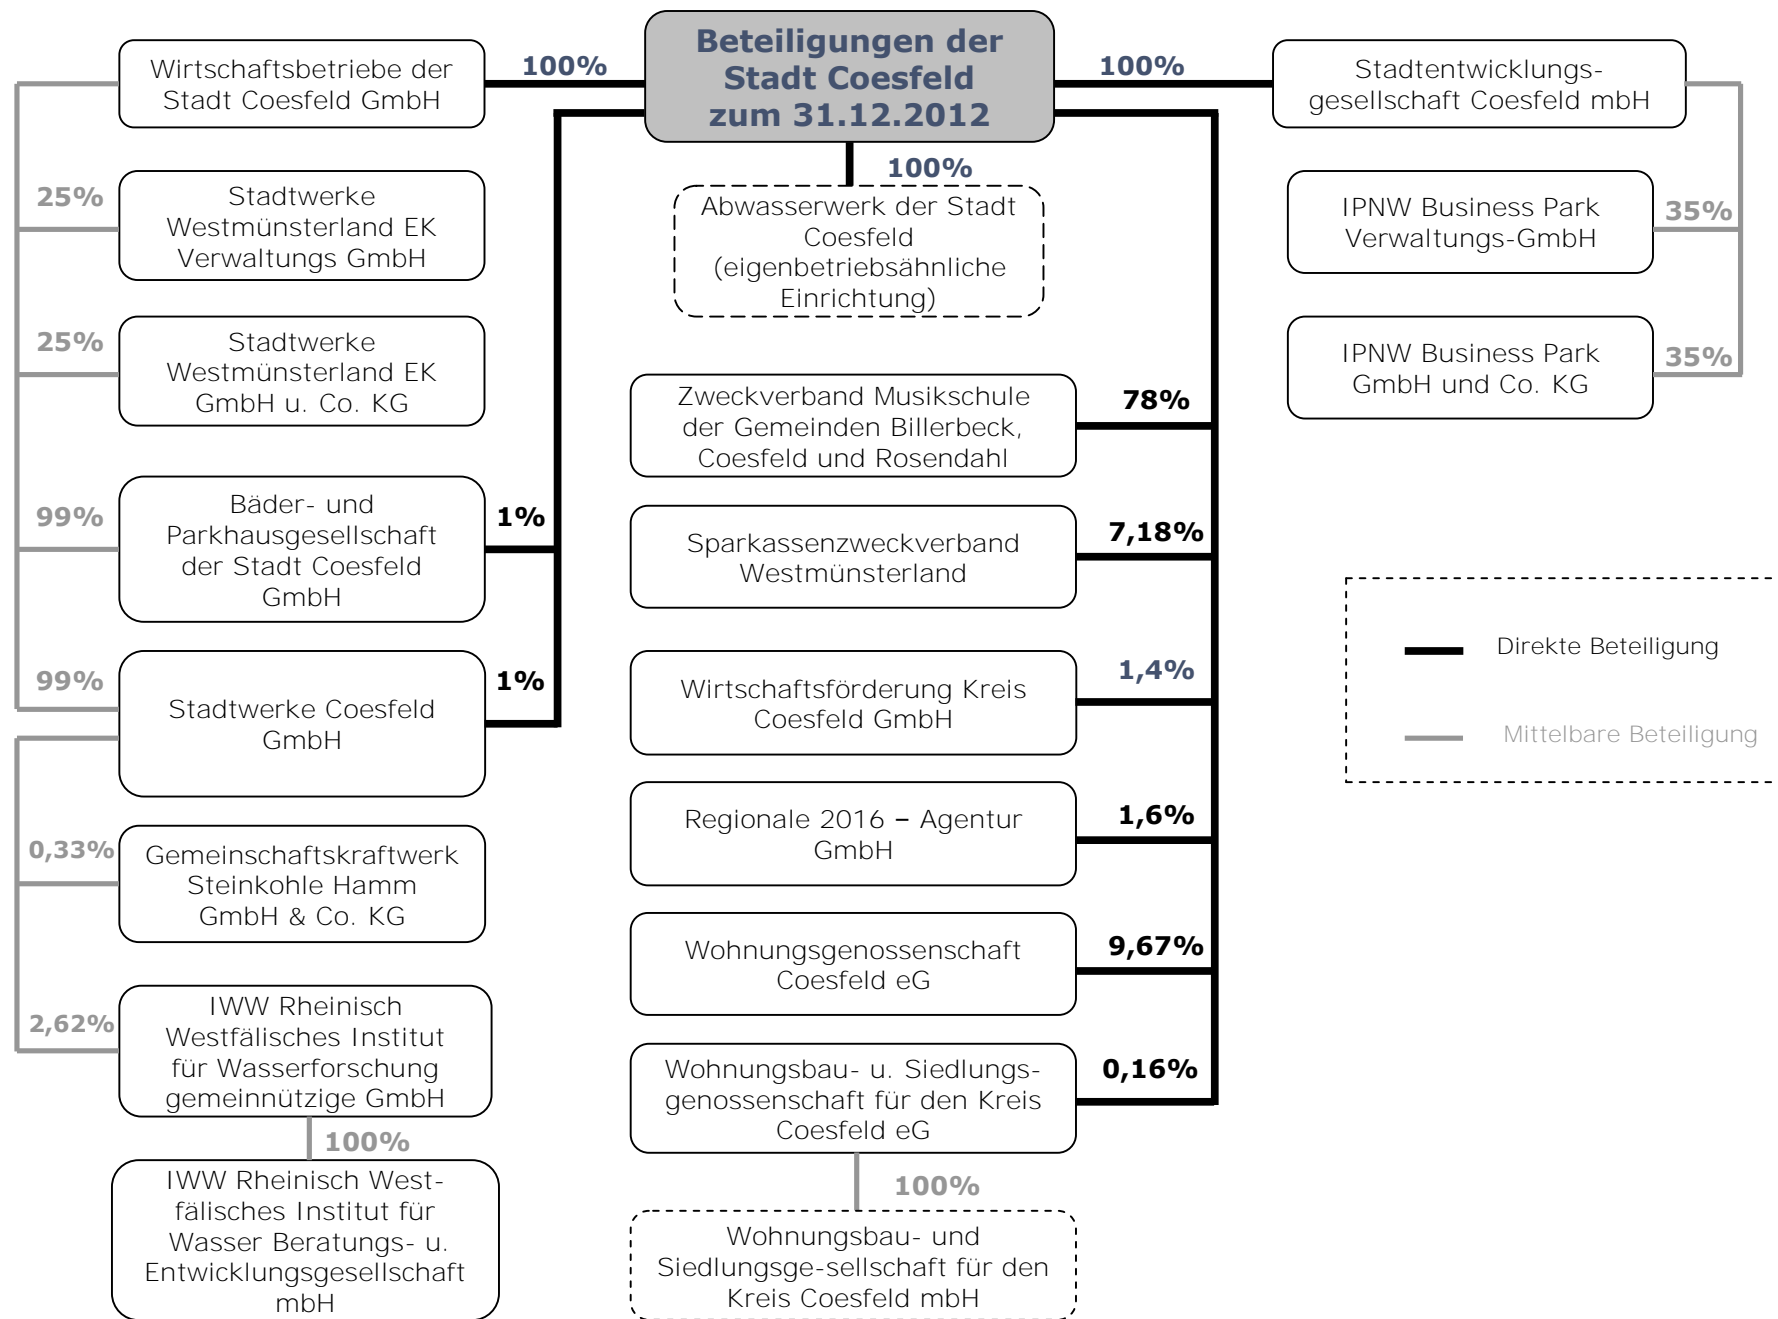 Beteiligungen der
Stadt Coesfeld
zum 31.12.2012
100%
Wirtschaftsbetriebe der
Stadt Coesfeld GmbH
25%
Stadtwerke
Westmünsterland EK
Verwaltungs GmbH
25%
Stadtwerke
Westmünsterland EK
GmbH u. Co. KG
99%
Bäder- und
Parkhausgesellschaft
der Stadt Coesfeld
GmbH
1%
99%
Stadtwerke Coesfeld
GmbH
1%
0,33%
Gemeinschaftskraftwerk
Steinkohle Hamm
GmbH & Co. KG
2,62%
IWW Rheinisch
Westfälisches Institut
für Wasserforschung
gemeinnützige GmbH
100%
IWW Rheinisch West-
fälisches Institut für
Wasser Beratungs- u.
Entwicklungsgesellschaft
mbH
100%
Abwasserwerk der Stadt
Coesfeld
(eigenbetriebsähnliche
Einrichtung)
Zweckverband Musikschule
der Gemeinden Billerbeck,
Coesfeld und Rosendahl
78%
Sparkassenzweckverband
Westmünsterland
7,18%
Wirtschaftsförderung Kreis
Coesfeld GmbH
1,4%
Regionale 2016 – Agentur
GmbH
1,6%
Wohnungsgenossenschaft
Coesfeld eG
9,67%
Wohnungsbau- u. Siedlungs-
genossenschaft für den Kreis
Coesfeld eG
0,16%
100%
Wohnungsbau- und
Siedlungsge-sellschaft für den
Kreis Coesfeld mbH
100%
Stadtentwicklungs-
gesellschaft Coesfeld mbH
IPNW Business Park
Verwaltungs-GmbH
35%
IPNW Business Park
GmbH und Co. KG
35%
Direkte Beteiligung
Mittelbare Beteiligung